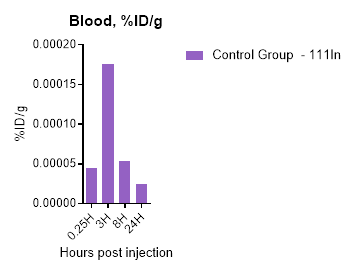 Blood, %ID/g
%ID/g
0.00020
0.00015
0.00010
0.00005
0.00000
0.25H
3H
8H
24H
Hours post injection
Control Group - 111In